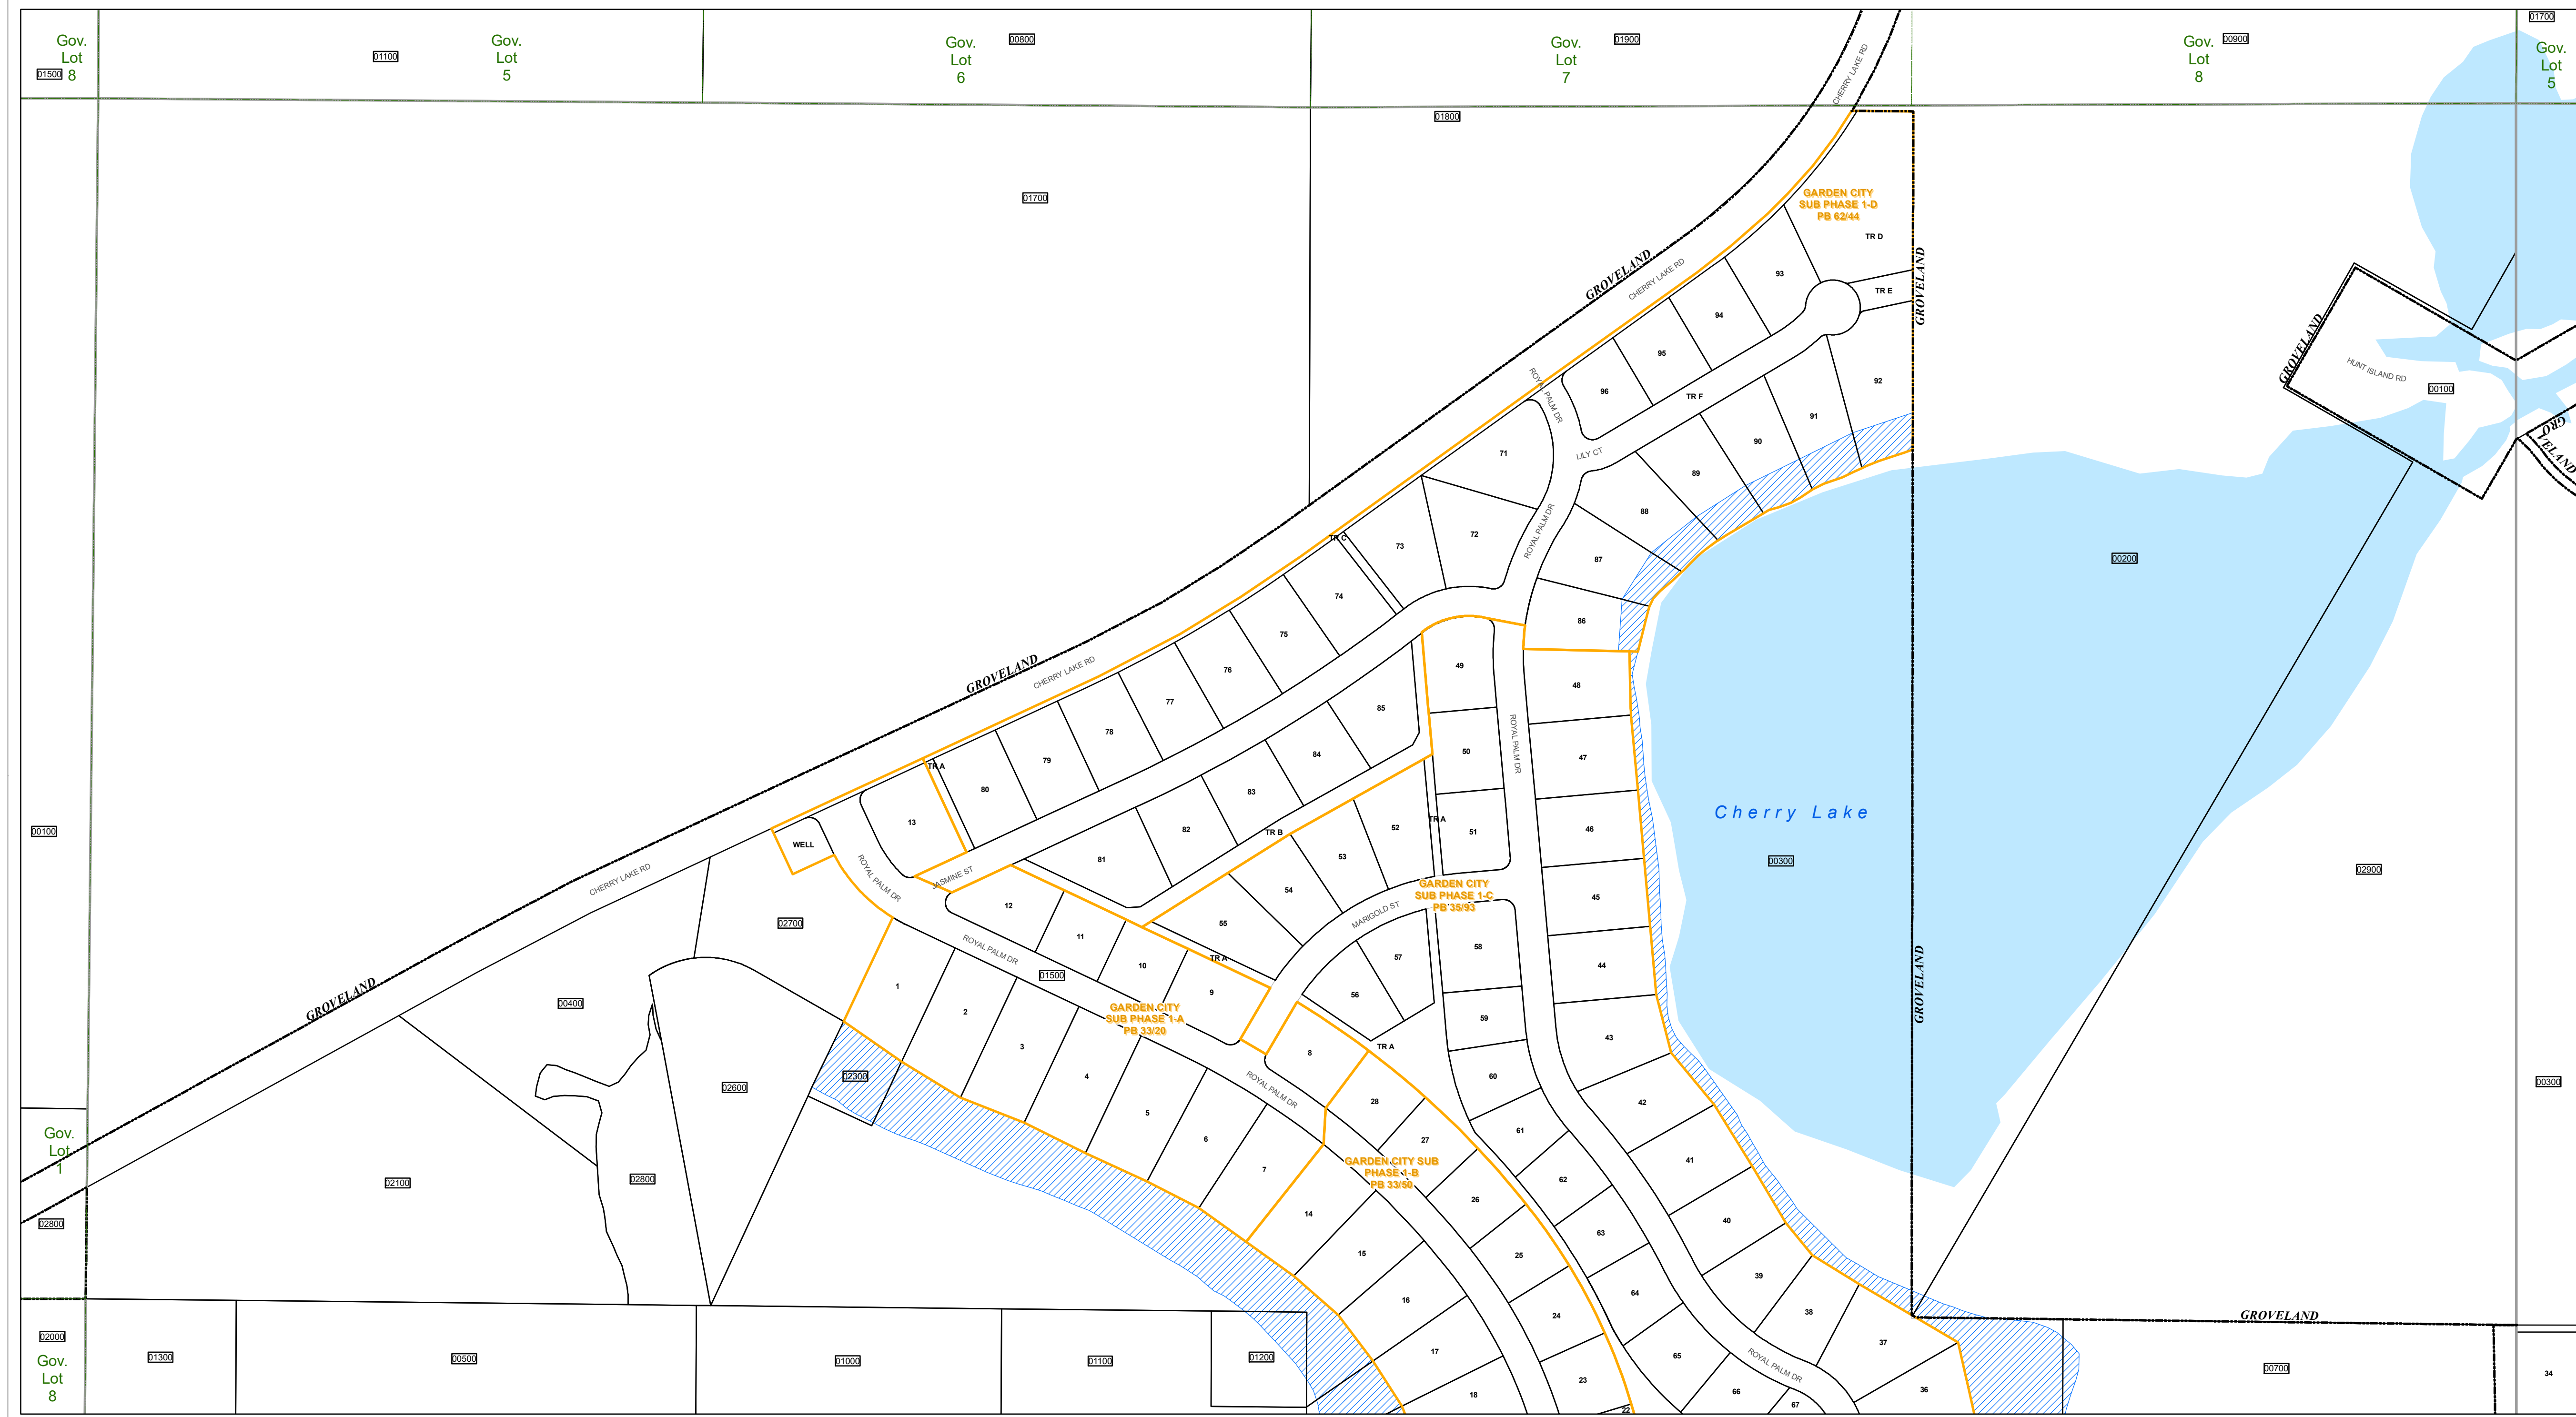 Gov.
Lot
8
01500
01100
Gov.
Lot
5
00800
Gov.
Lot
6
01900
Gov.
Lot
7
CHERRY LAKE RD
Gov.
Lot
8
00900
01700
Gov.
Lot
5
01800
01700
GARDEN CITY
SUB PHASE 1-D
PB 62/44
TR D
TR E
93
94
95
96
TR F
92
91
90
89
88
87
86
GROVELAND
CHERRY LAKE RD
GROVELAND
ROYAL PALM DR
LILY CT
ROYAL PALM DR
71
72
73
TR C
74
75
76
77
78
79
80
TR A
13
WELL
GROVELAND
CHERRY LAKE RD
GROVELAND
HUNT ISLAND RD
00100
GRO
VELAND
00200
49
48
50
47
ROYAL PALM DR
85
84
83
82
81
TR B
52
TR A
51
53
54
55
46
45
44
43
42
41
40
39
38
37
36
Cherry Lake
00300
02900
00100
CHERRY LAKE RD
ROYAL PALM DR
JASMINE ST
12
11
10
9
TR A
GARDEN CITY
SUB PHASE 1-C
PB 35/93
MARIGOLD ST
57
56
58
59
60
61
62
63
64
65
66
67
ROYAL PALM DR
01500
GARDEN CITY
SUB PHASE 1-A
PB 33/20
02700
00400
GROVELAND
1
2
3
4
5
6
7
8
TR A
ROYAL PALM DR
02300
02600
GROVELAND
00300
28
27
GARDEN CITY SUB
PHASE 1-B
PB 33/50
14
15
16
17
18
26
25
24
23
22
ROYAL PALM DR
Gov.
Lot
1
02100
02800
02800
02000
Gov.
Lot
8
01300
00500
01000
01100
01200
GROVELAND
00700
34